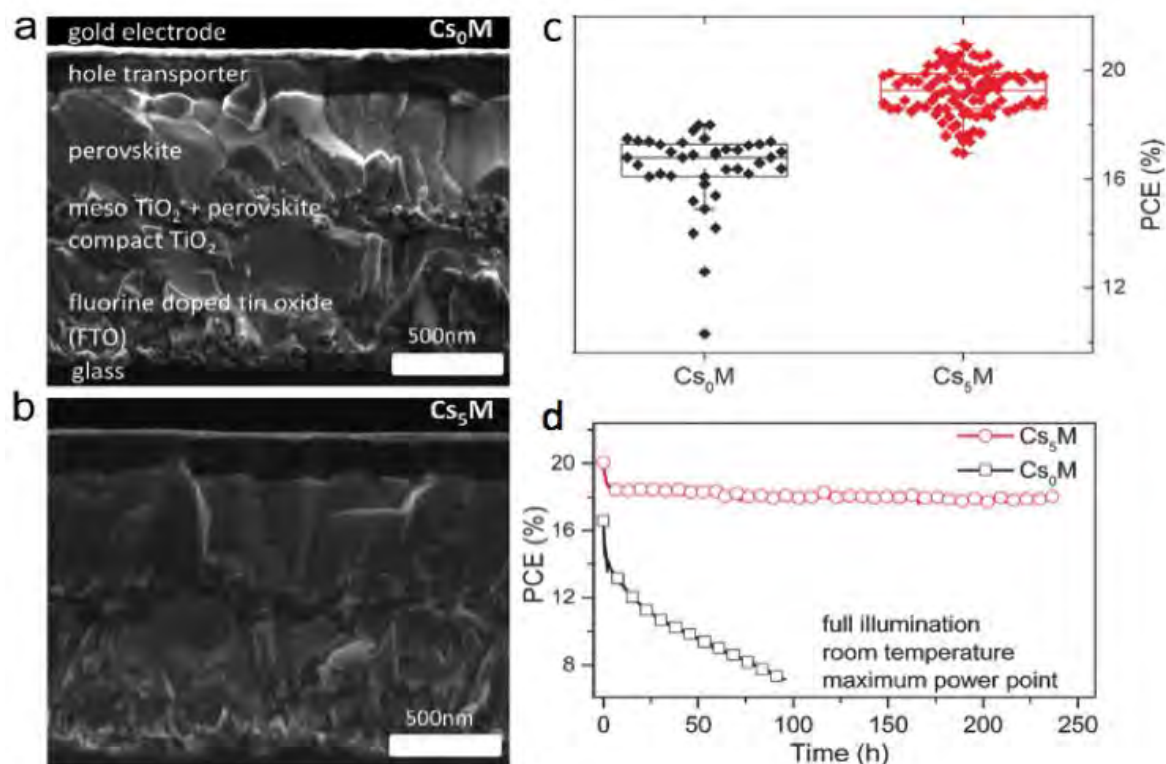 a
gold electrode
Cs₀M
hole transporter
perovskite
meso TiO₂ + perovskite
compact TiO₂
fluorine doped tin oxide
(FTO)
500nm
glass
b
Cs₅M
500nm
c
20
16
12
PCE (%)
Cs₀M
Cs₅M
d
Cs₅M
Cs₀M
20
16
12
8
PCE (%)
full illumination
room temperature
maximum power point
0
50
100
150
200
250
Time (h)